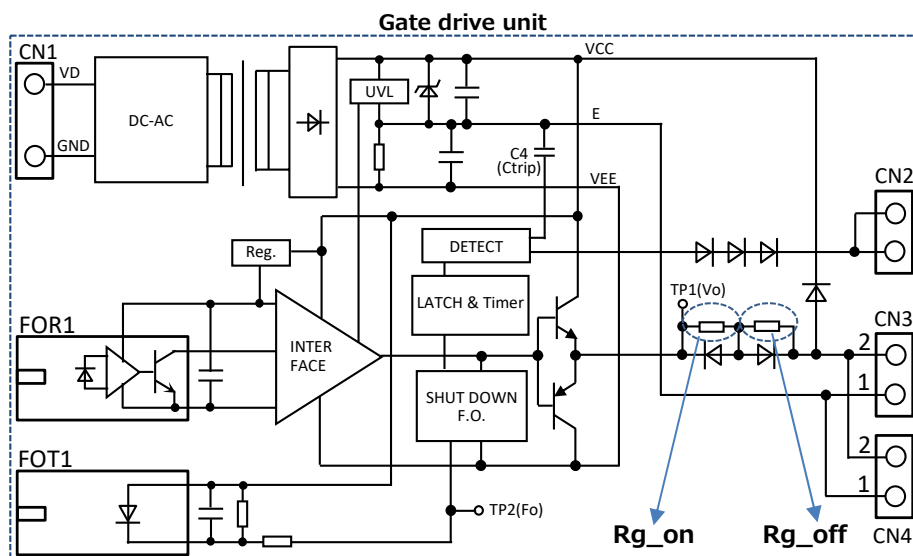 Gate drive unit
CN1
VCC
VD
UVL
DC-AC
E
C4
(Ctrip)
GND
VEE
CN2
DETECT
Reg.
LATCH & Timer
TP1(Vo)
FOR1
CN3
INTER
FACE
2
1
SHUT DOWN
F.O.
FOT1
2
TP2(Fo)
1
Rg_on
Rg_off
CN4